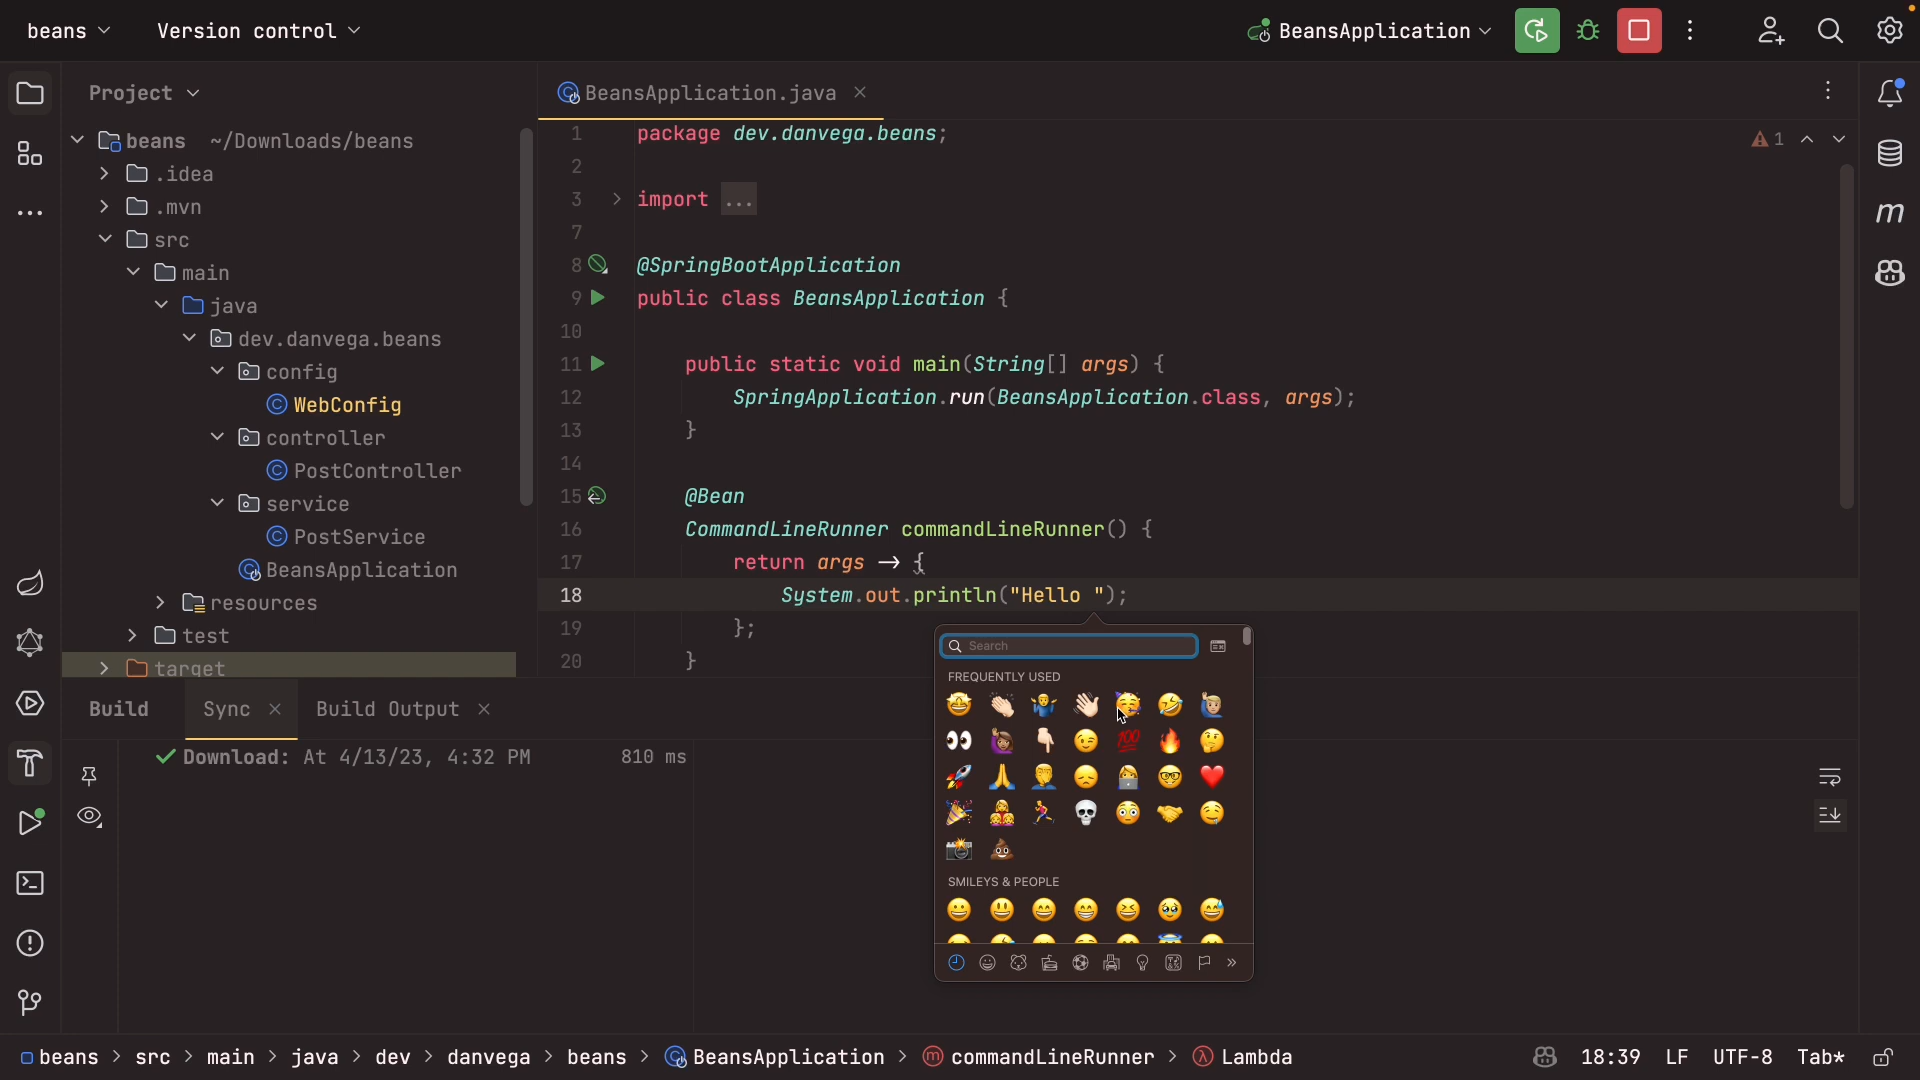 beans
Version control
BeansApplication
Project
BeansApplication.java
beans ~/Downloads/beans
.idea
.mvn
src
main
java
dev.danvega.beans
config
WebConfig
controller
PostController
service
PostService
BeansApplication
resources
test
target
1 package dev.danvega.beans;
2
3 import ...
7
8 @SpringBootApplication
9 public class BeansApplication {
10
11 public static void main(String[] args) {
12 SpringApplication.run(BeansApplication.class, args);
13 }
14
15 @Bean
16 CommandLineRunner commandLineRunner() {
17 return args → {
18 System.out.println("Hello ");
19 };
20 }
1
m
Search
FREQUENTLY USED
SMILEYS & PEOPLE
Build
Sync
Build Output
Download: At 4/13/23, 4:32 PM 810 ms
beans > src > main > java > dev > danvega > beans > BeansApplication > commandLineRunner > Lambda
18:39 LF UTF-8 Tab*